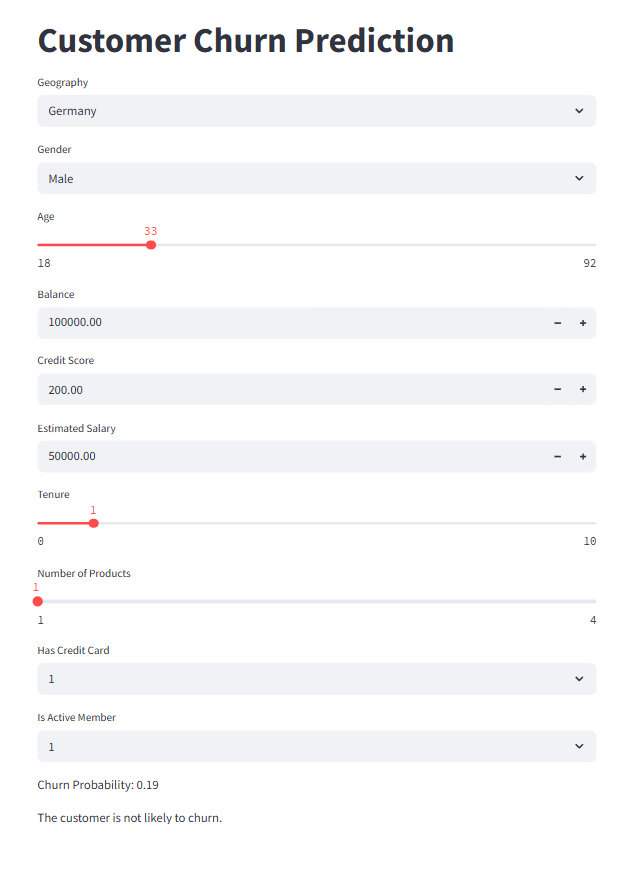 Customer Churn Prediction
Geography
Germany
Gender
Male
Age
33
18 92
Balance
100000.00
Credit Score
200.00
Estimated Salary
50000.00
Tenure
1
0 10
Number of Products
1
1 4
Has Credit Card
1
Is Active Member
1
Churn Probability: 0.19
The customer is not likely to churn.